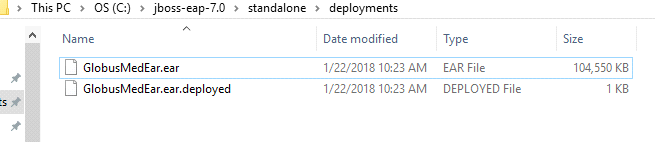 This PC > OS (C:) > jboss-eap-7.0 > standalone > deployments
Name Date modified Type Size
GlobusMedEar.ear 1/22/2018 10:23 AM EAR File 104,550 KB
ts GlobusMedEar.ear.deployed 1/22/2018 10:23 AM DEPLOYED File 1 KB